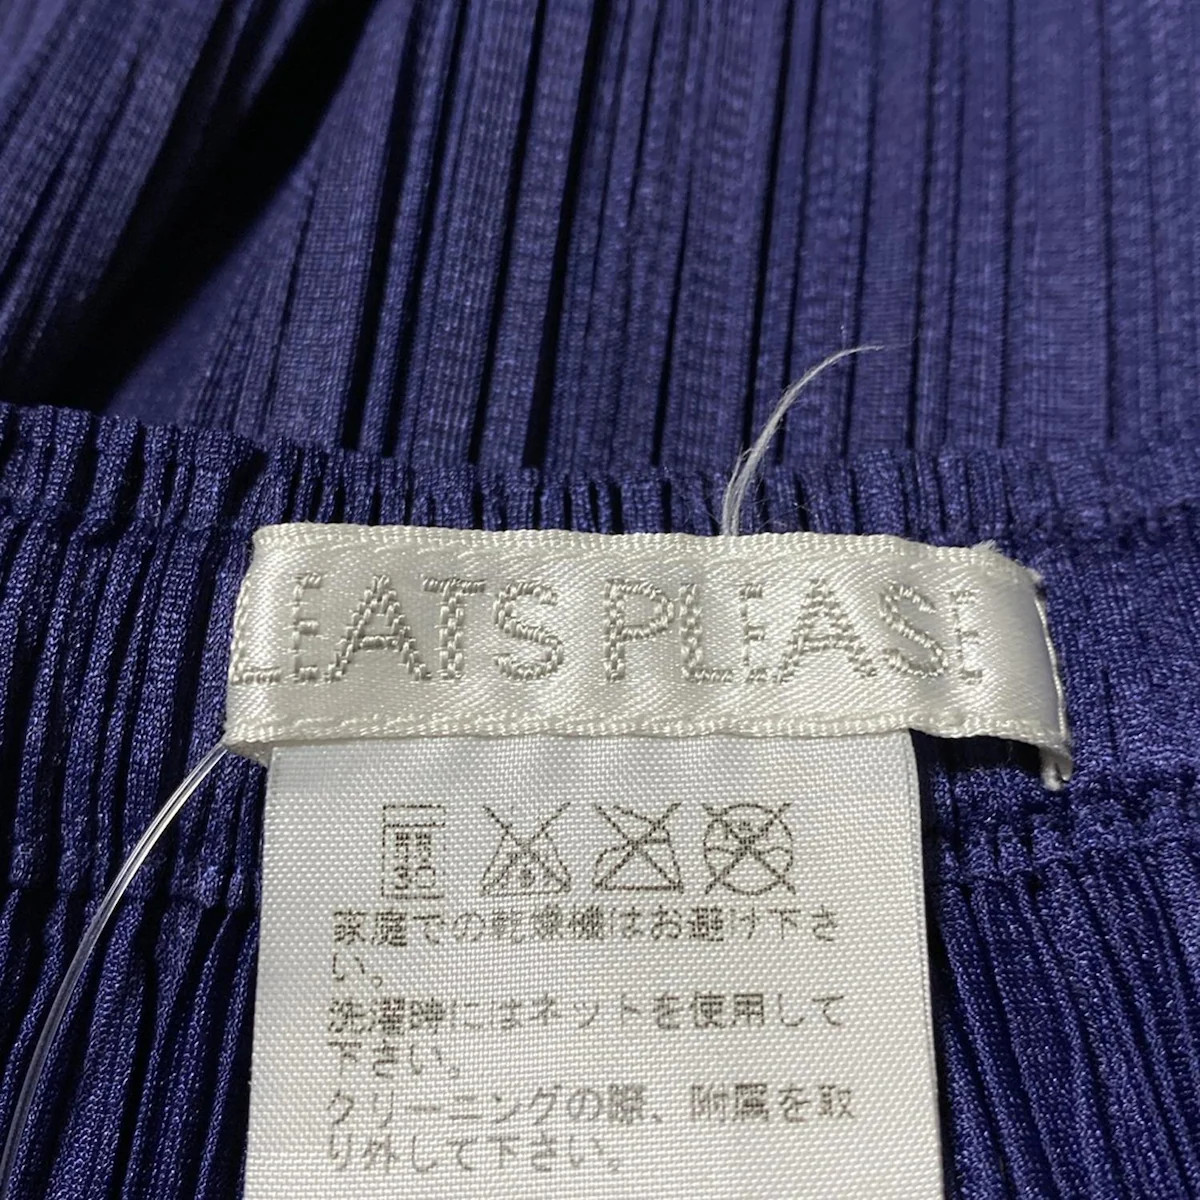 LEATS PLEASE
30
家庭での乾燥機はお避け下さ
い。
洗濯時にはネットを使用して
下さい。
クリーニングの際、附属を取
り外して下さい。